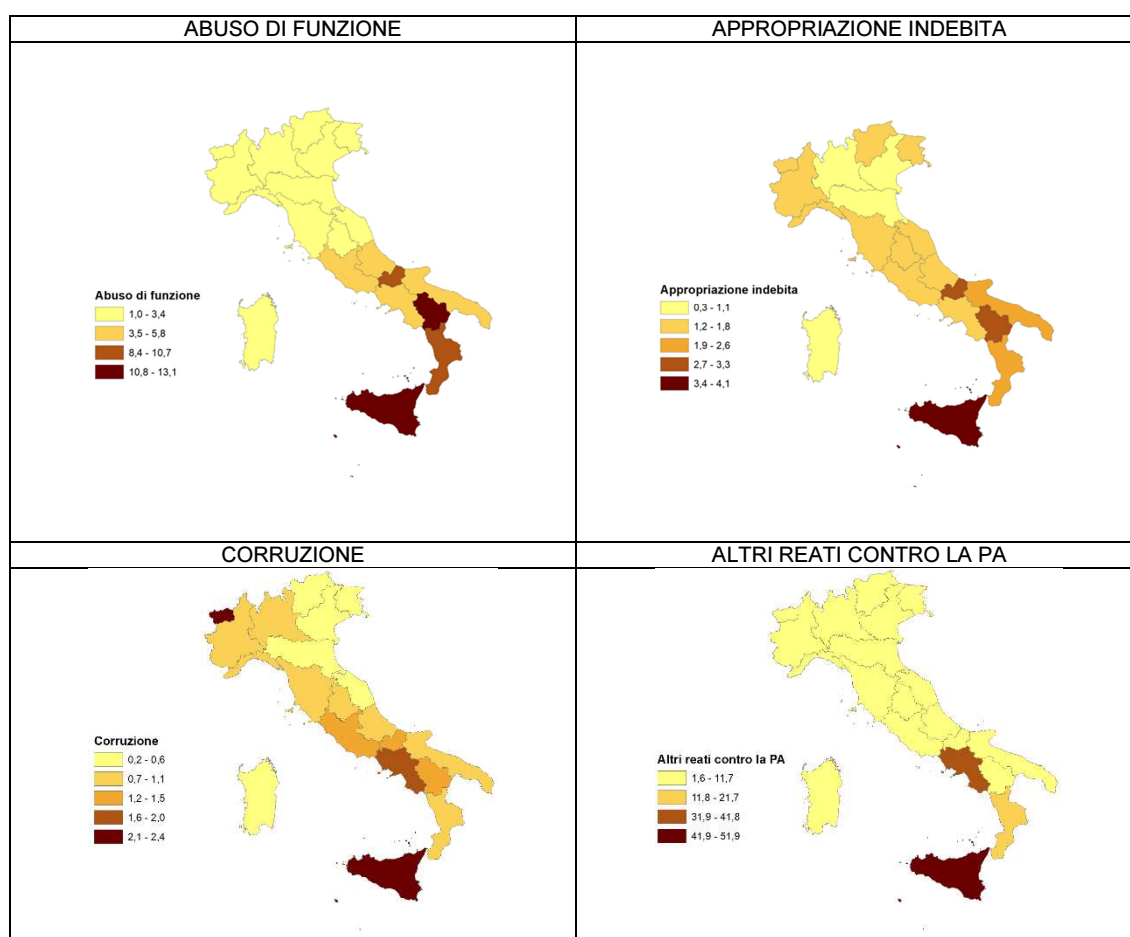 ABUSO DI FUNZIONE
APPROPRIAZIONE INDEBITA
Abuso di funzione
1,0 - 3,4
3,5 - 5,8
8,4 - 10,7
10,8 - 13,1
Appropriazione indebita
0,3 - 1,1
1,2 - 1,8
1,9 - 2,6
2,7 - 3,3
3,4 - 4,1
CORRUZIONE
ALTRI REATI CONTRO LA PA
Corruzione
0,2 - 0,6
0,7 - 1,1
1,2 - 1,5
1,6 - 2,0
2,1 - 2,4
Altri reati contro la PA
1,6 - 11,7
11,8 - 21,7
31,9 - 41,8
41,9 - 51,9